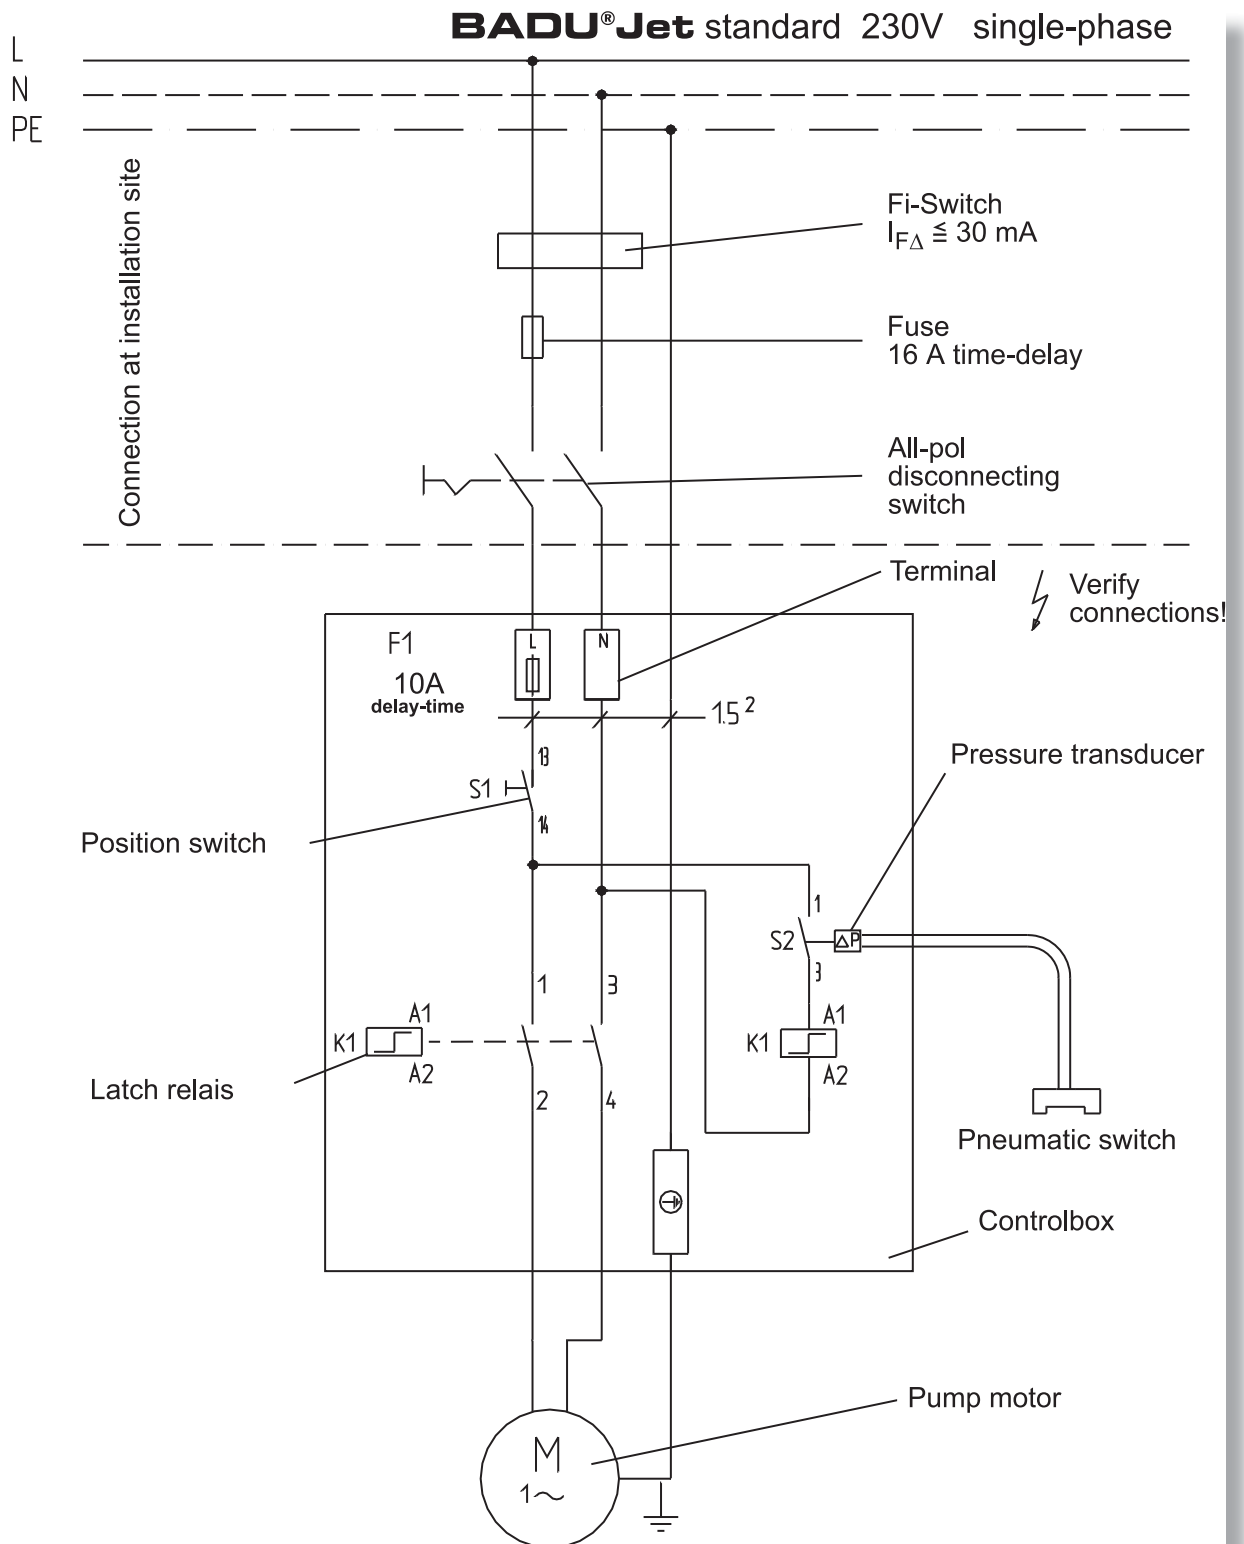 BADU®Jet standard 230V single-phase
L
N
PE
Connection at installation site
Fi-Switch
IFΔ ≦ 30 mA
Fuse
16 A time-delay
All-pol
disconnecting
switch
Terminal
Verify
connections!
F1
10A
delay-time
L
N
1.5²
13
S1
14
Position switch
Pressure transducer
1
S2
ΔP
3
1
3
A1
K1
A2
2
4
A1
K1
A2
Latch relais
Pneumatic switch
Controlbox
Pump motor
M
1~